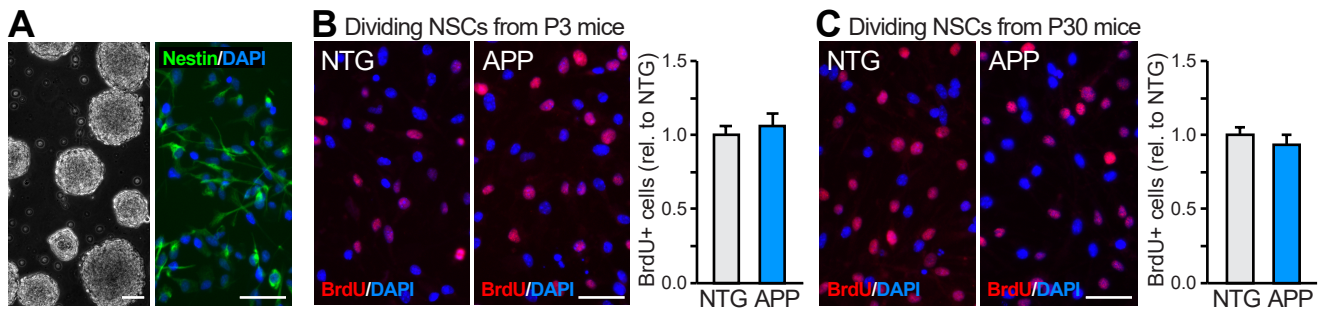 A
Nestin/DAPI
B Dividing NSCs from P3 mice
NTG
APP
BrdU/DAPI
BrdU/DAPI
BrdU+ cells (rel. to NTG)
1.5
1.0
0.5
0.0
NTG APP
C Dividing NSCs from P30 mice
NTG
APP
BrdU/DAPI
BrdU/DAPI
BrdU+ cells (rel. to NTG)
1.5
1.0
0.5
0.0
NTG APP